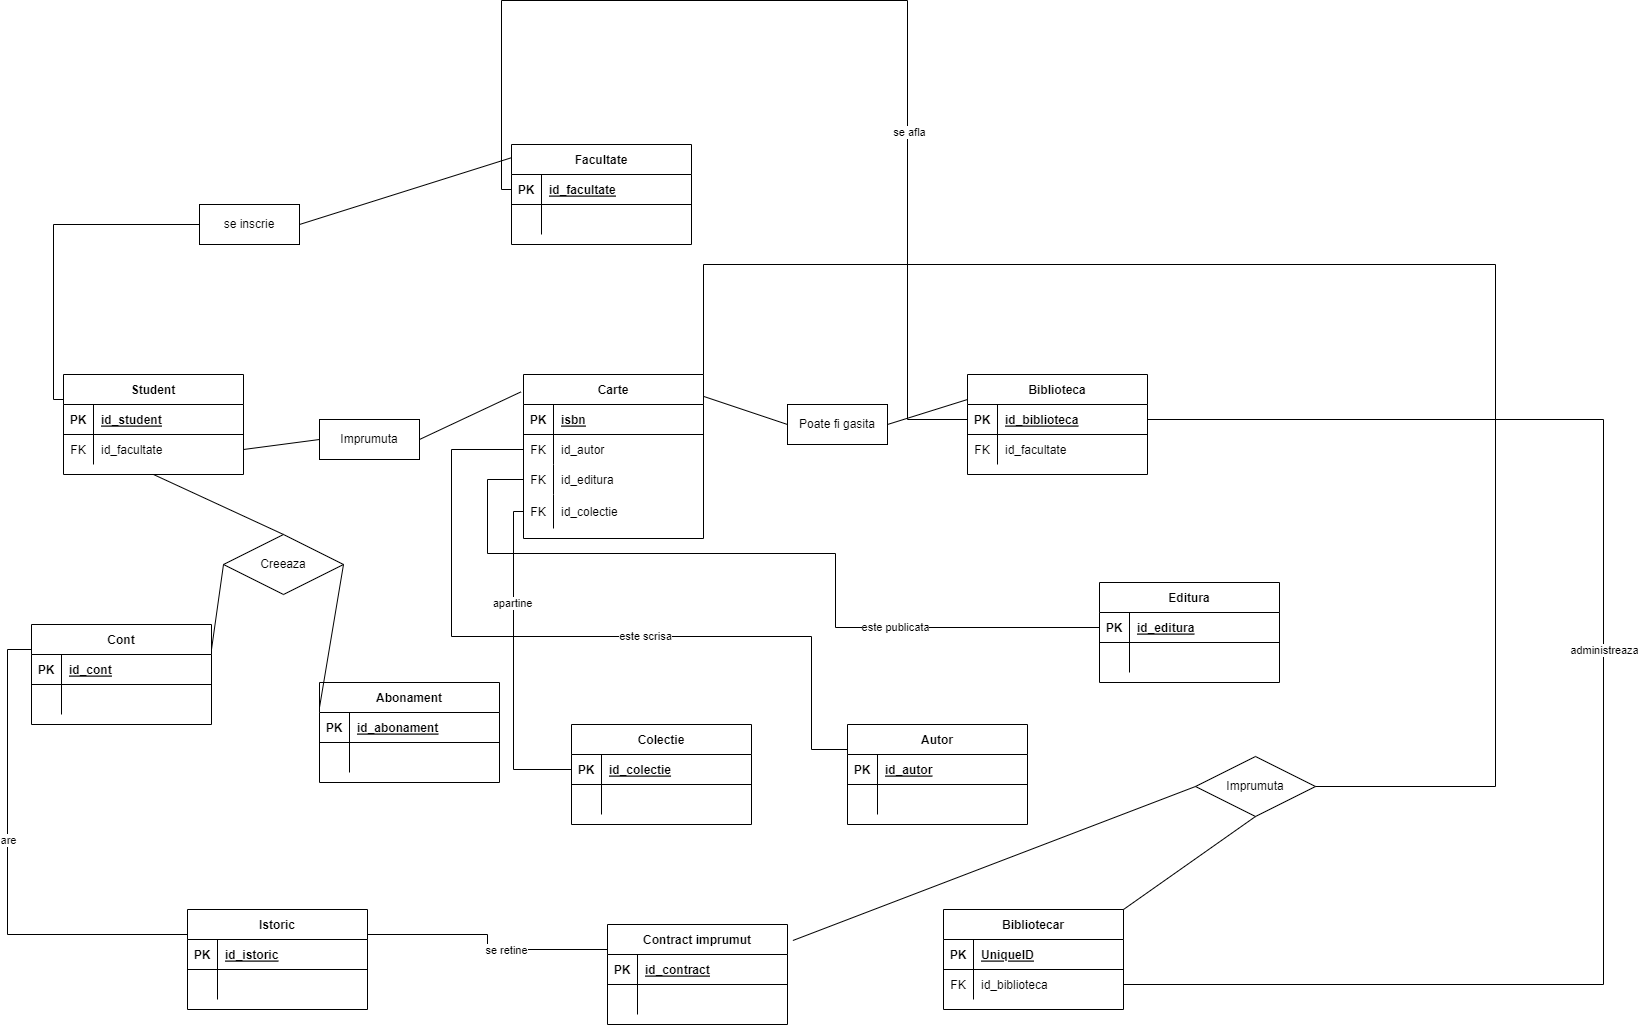 se afla
Facultate
PK id_facultate
se inscrie
Student
PK id_student
FK id_facultate
Imprumuta
Carte
PK isbn
FK id_autor
FK id_editura
FK id_colectie
Poate fi gasita
Biblioteca
PK id_biblioteca
FK id_facultate
Creeaza
apartine
este scrisa
este publicata
Editura
PK id_editura
administreaza
Cont
PK id_cont
Abonament
PK id_abonament
Colectie
PK id_colectie
Autor
PK id_autor
Imprumuta
are
Istoric
PK id_istoric
se retine
Contract imprumut
PK id_contract
Bibliotecar
PK UniqueID
FK id_biblioteca